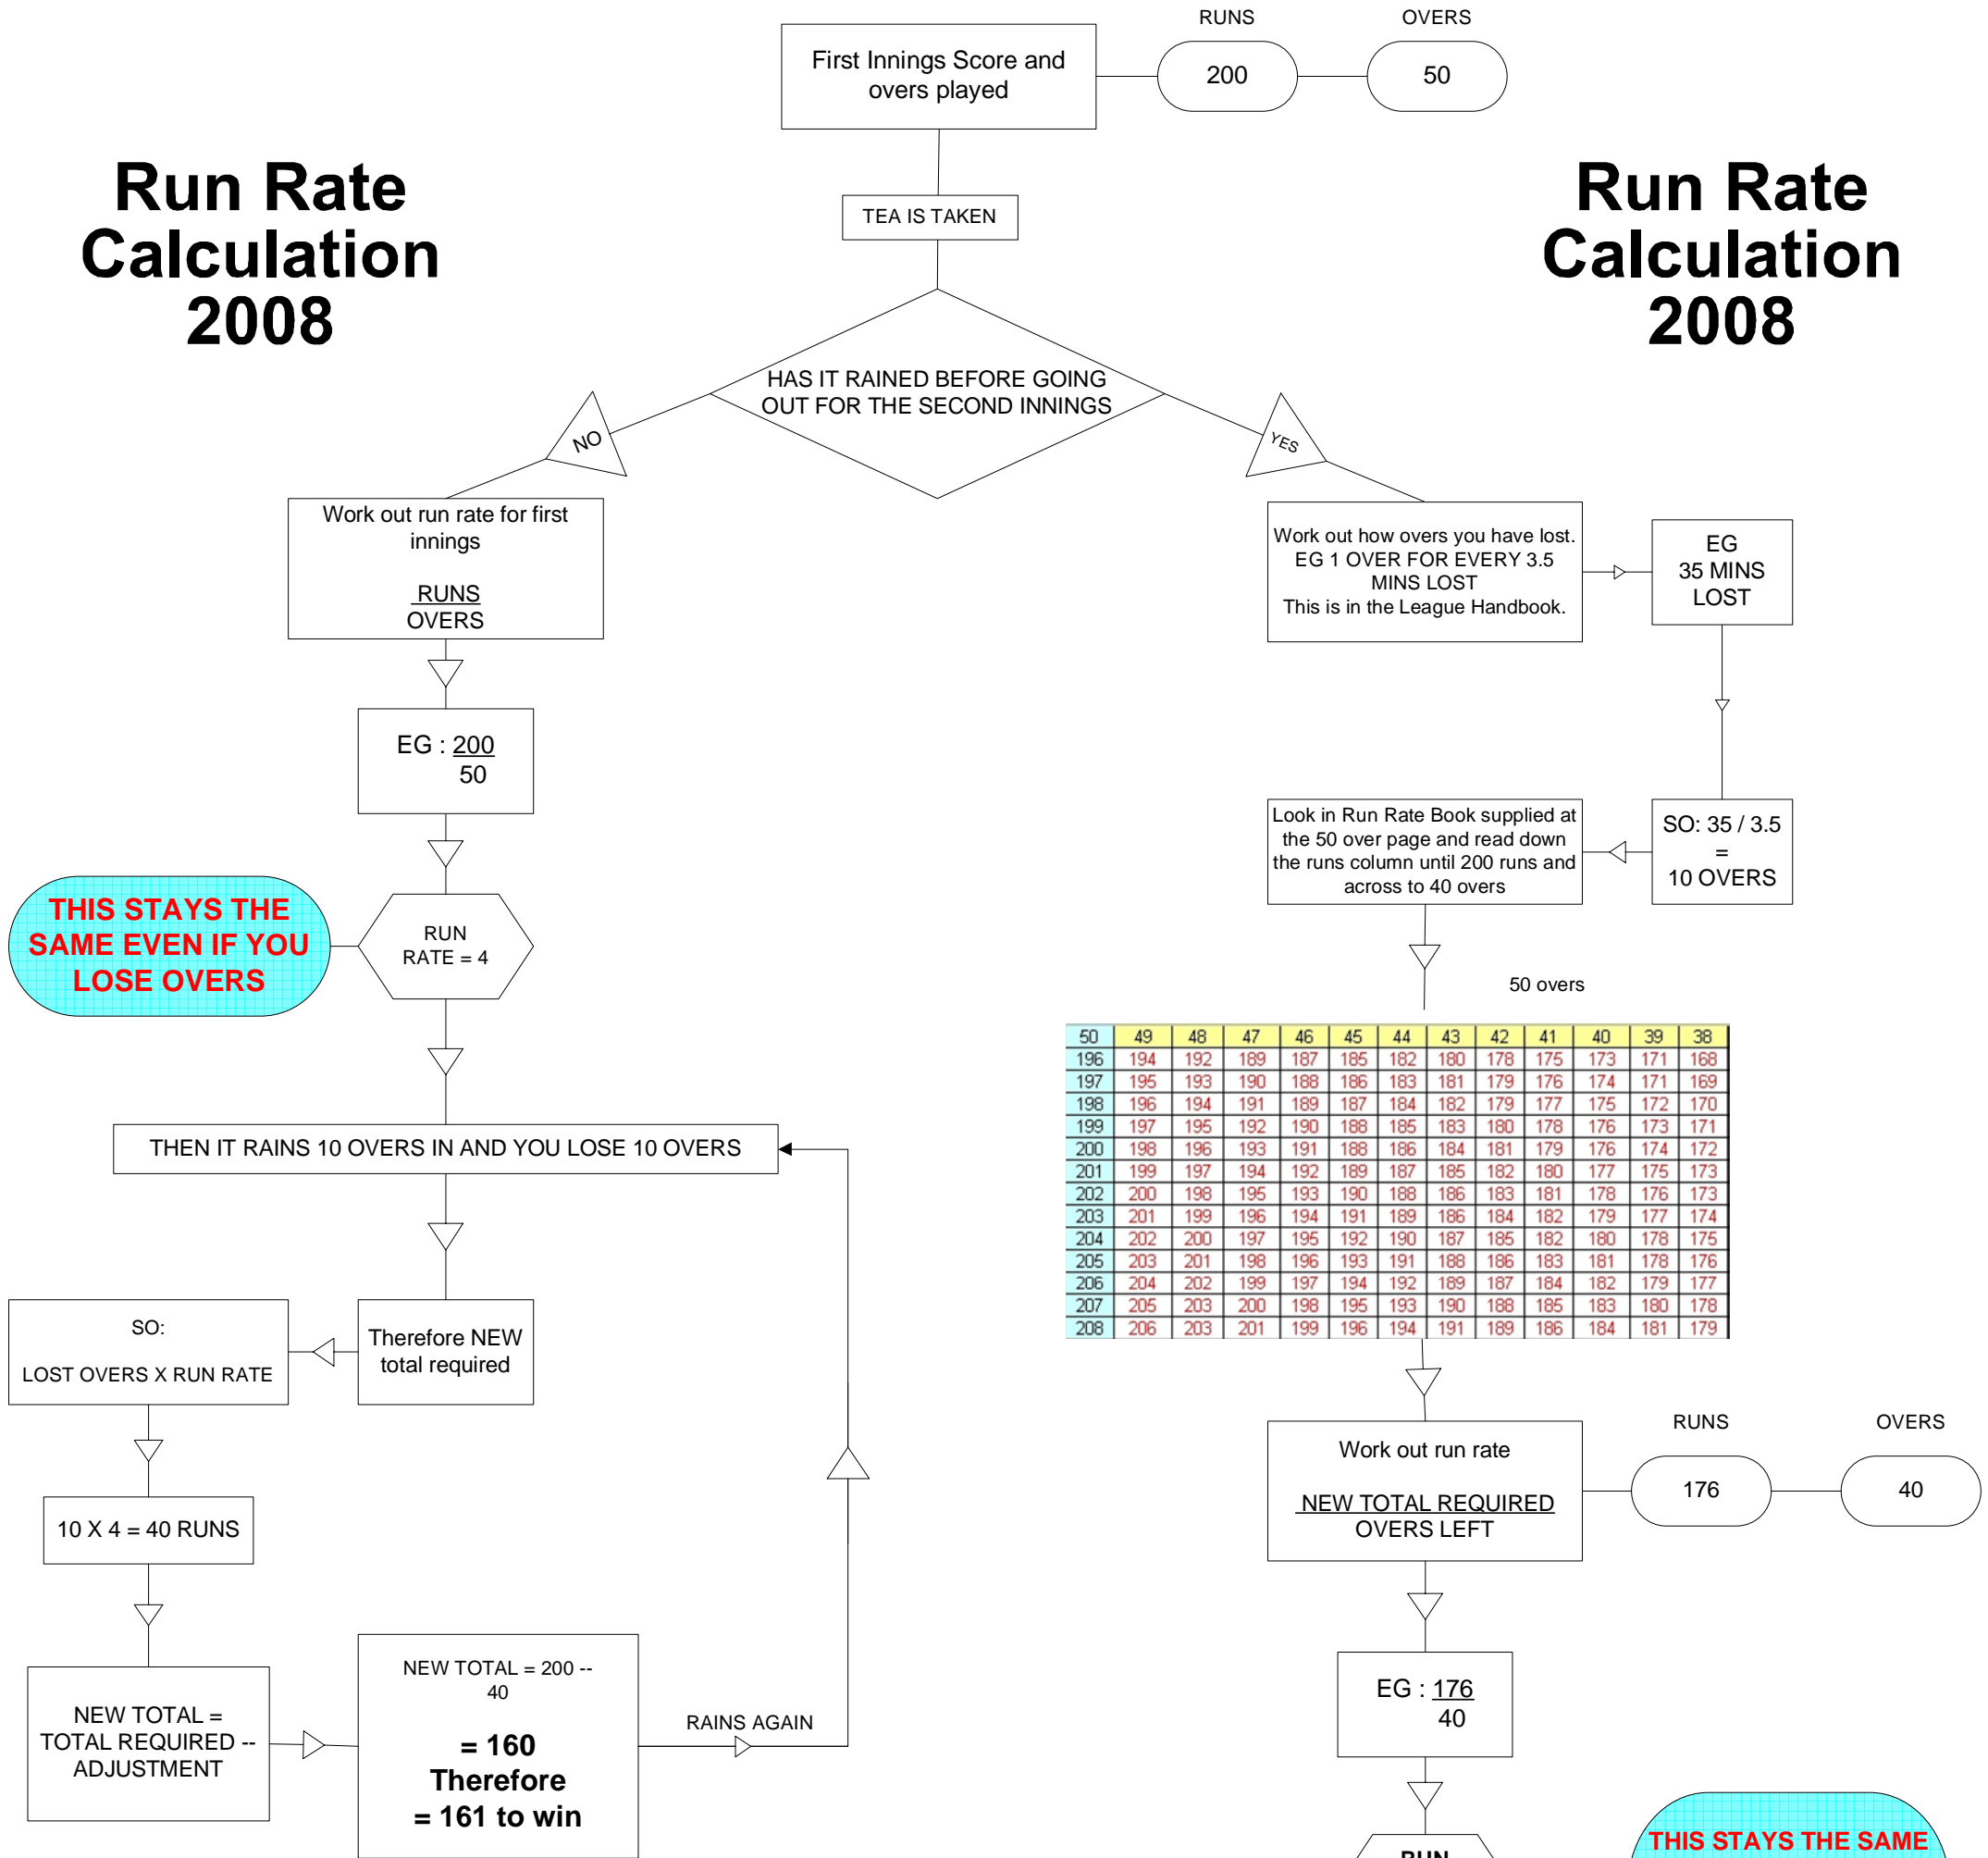 RUNS
OVERS
First Innings Score and
overs played
200
50
Run Rate
Calculation
2008
Run Rate
Calculation
2008
TEA IS TAKEN
HAS IT RAINED BEFORE GOING
OUT FOR THE SECOND INNINGS
NO
YES
Work out run rate for first
innings
RUNS
OVERS
EG : 200
50
THIS STAYS THE
SAME EVEN IF YOU
LOSE OVERS
RUN
RATE = 4
THEN IT RAINS 10 OVERS IN AND YOU LOSE 10 OVERS
Therefore NEW
total required
SO:
LOST OVERS X RUN RATE
10 X 4 = 40 RUNS
NEW TOTAL =
TOTAL REQUIRED --
ADJUSTMENT
NEW TOTAL = 200 --
40
= 160
Therefore
= 161 to win
RAINS AGAIN
Work out how overs you have lost.
EG 1 OVER FOR EVERY 3.5
MINS LOST
This is in the League Handbook.
EG
35 MINS
LOST
SO: 35 / 3.5
=
10 OVERS
Look in Run Rate Book supplied at
the 50 over page and read down
the runs column until 200 runs and
across to 40 overs
50 overs
50 49 48 47 46 45 44 43 42 41 40 39 38
196 194 192 189 187 185 182 180 178 175 173 171 168
197 195 193 190 188 186 183 181 179 176 174 171 169
198 196 194 191 189 187 184 182 179 177 175 172 170
199 197 195 192 190 188 185 183 180 178 176 173 171
200 198 196 193 191 188 186 184 181 179 176 174 172
201 199 197 194 192 189 187 185 182 180 177 175 173
202 200 198 195 193 190 188 186 183 181 178 176 173
203 201 199 196 194 191 189 186 184 182 179 177 174
204 202 200 197 195 192 190 187 185 182 180 178 175
205 203 201 198 196 193 191 188 186 183 181 178 176
206 204 202 199 197 194 192 189 187 184 182 179 177
207 205 203 200 198 195 193 190 188 185 183 180 178
208 206 203 201 199 196 194 191 189 186 184 181 179
Work out run rate
NEW TOTAL REQUIRED
OVERS LEFT
RUNS
OVERS
176
40
EG : 176
40
RUN
THIS STAYS THE SAME